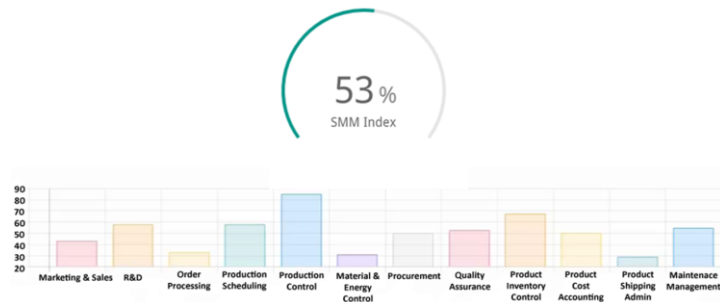 53 %
SMM Index
90
80
70
60
50
40
30
20
Marketing & Sales
R&D
Order
Processing
Production
Scheduling
Production
Control
Material &
Energy
Control
Procurement
Quality
Assurance
Product
Inventory
Control
Product
Cost
Accounting
Product
Shipping
Admin
Maintenace
Management